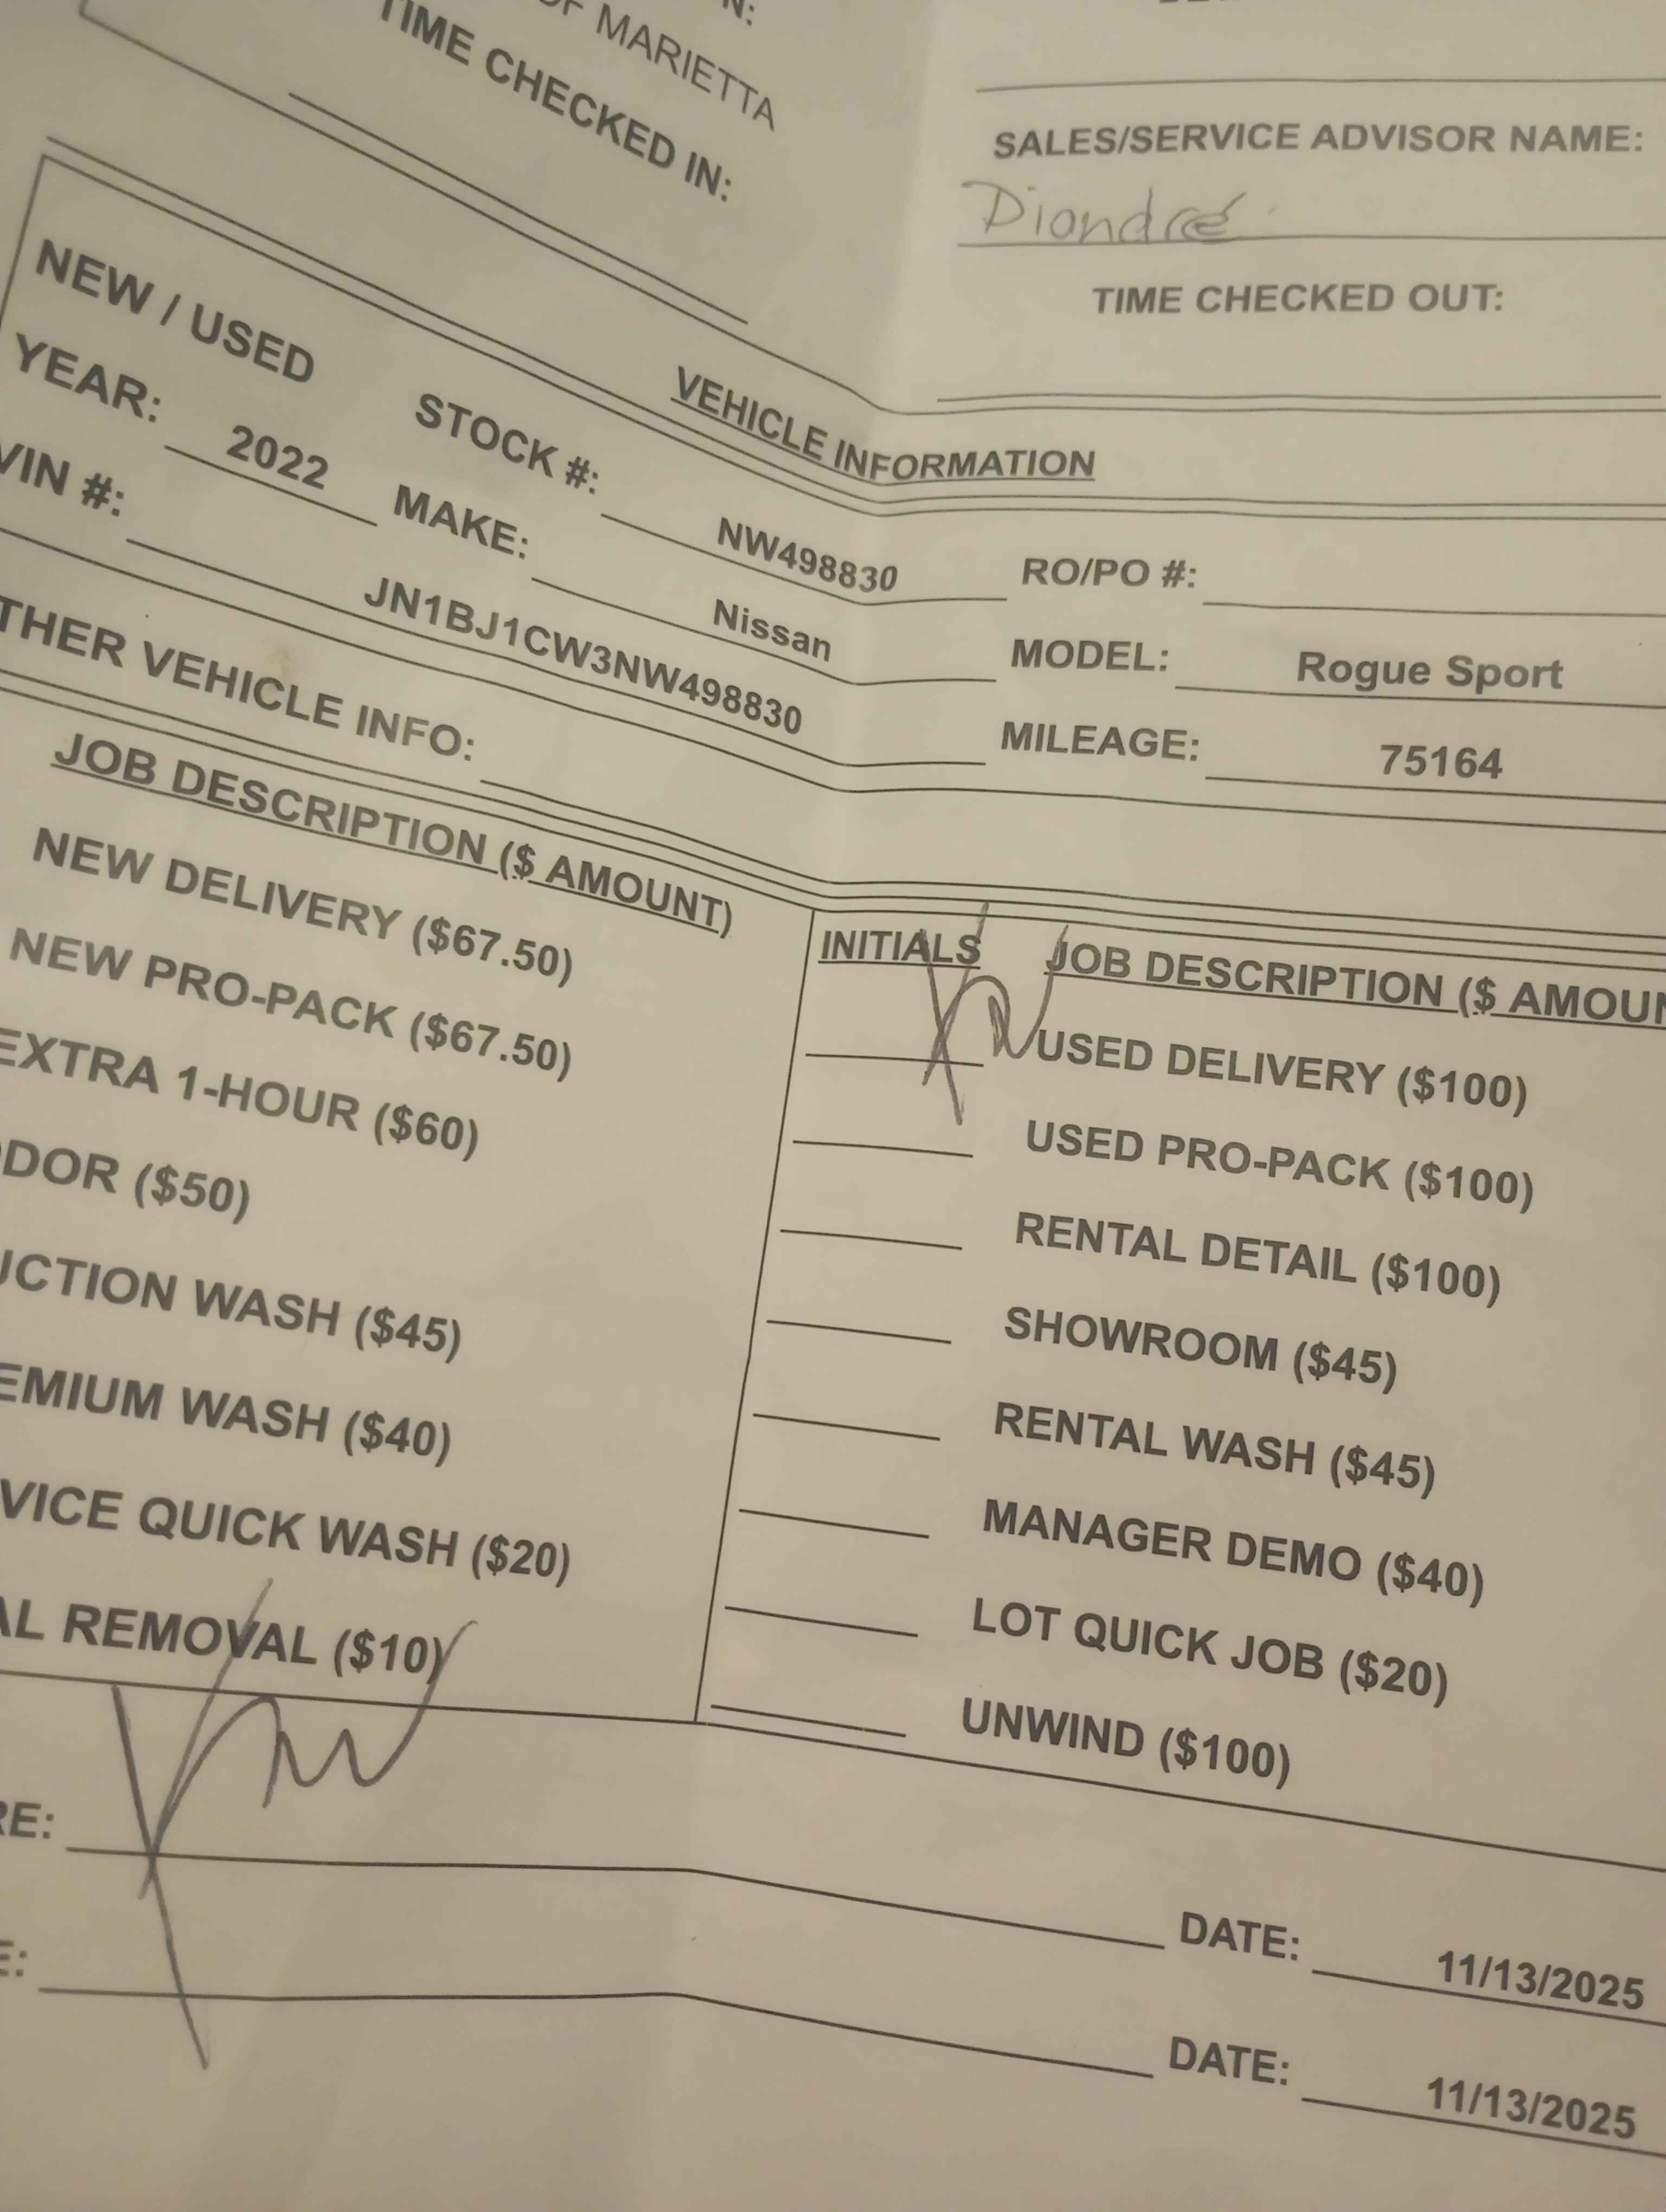 OF MARIETTA
TIME CHECKED IN:
SALES/SERVICE ADVISOR NAME:
Diondré
TIME CHECKED OUT:
VEHICLE INFORMATION
NEW / USED STOCK #: NW498830 RO/PO #:
YEAR: 2022 MAKE: Nissan MODEL: Rogue Sport
VIN #: JN1BJ1CW3NW498830 MILEAGE: 75164
THER VEHICLE INFO:
JOB DESCRIPTION ($ AMOUNT) INITIALS JOB DESCRIPTION ($ AMOUN
NEW DELIVERY ($67.50) USED DELIVERY ($100)
NEW PRO-PACK ($67.50) USED PRO-PACK ($100)
EXTRA 1-HOUR ($60) RENTAL DETAIL ($100)
DOR ($50) SHOWROOM ($45)
UCTION WASH ($45) RENTAL WASH ($45)
EMIUM WASH ($40) MANAGER DEMO ($40)
VICE QUICK WASH ($20) LOT QUICK JOB ($20)
AL REMOVAL ($10) UNWIND ($100)
RE: DATE: 11/13/2025
E: DATE: 11/13/2025